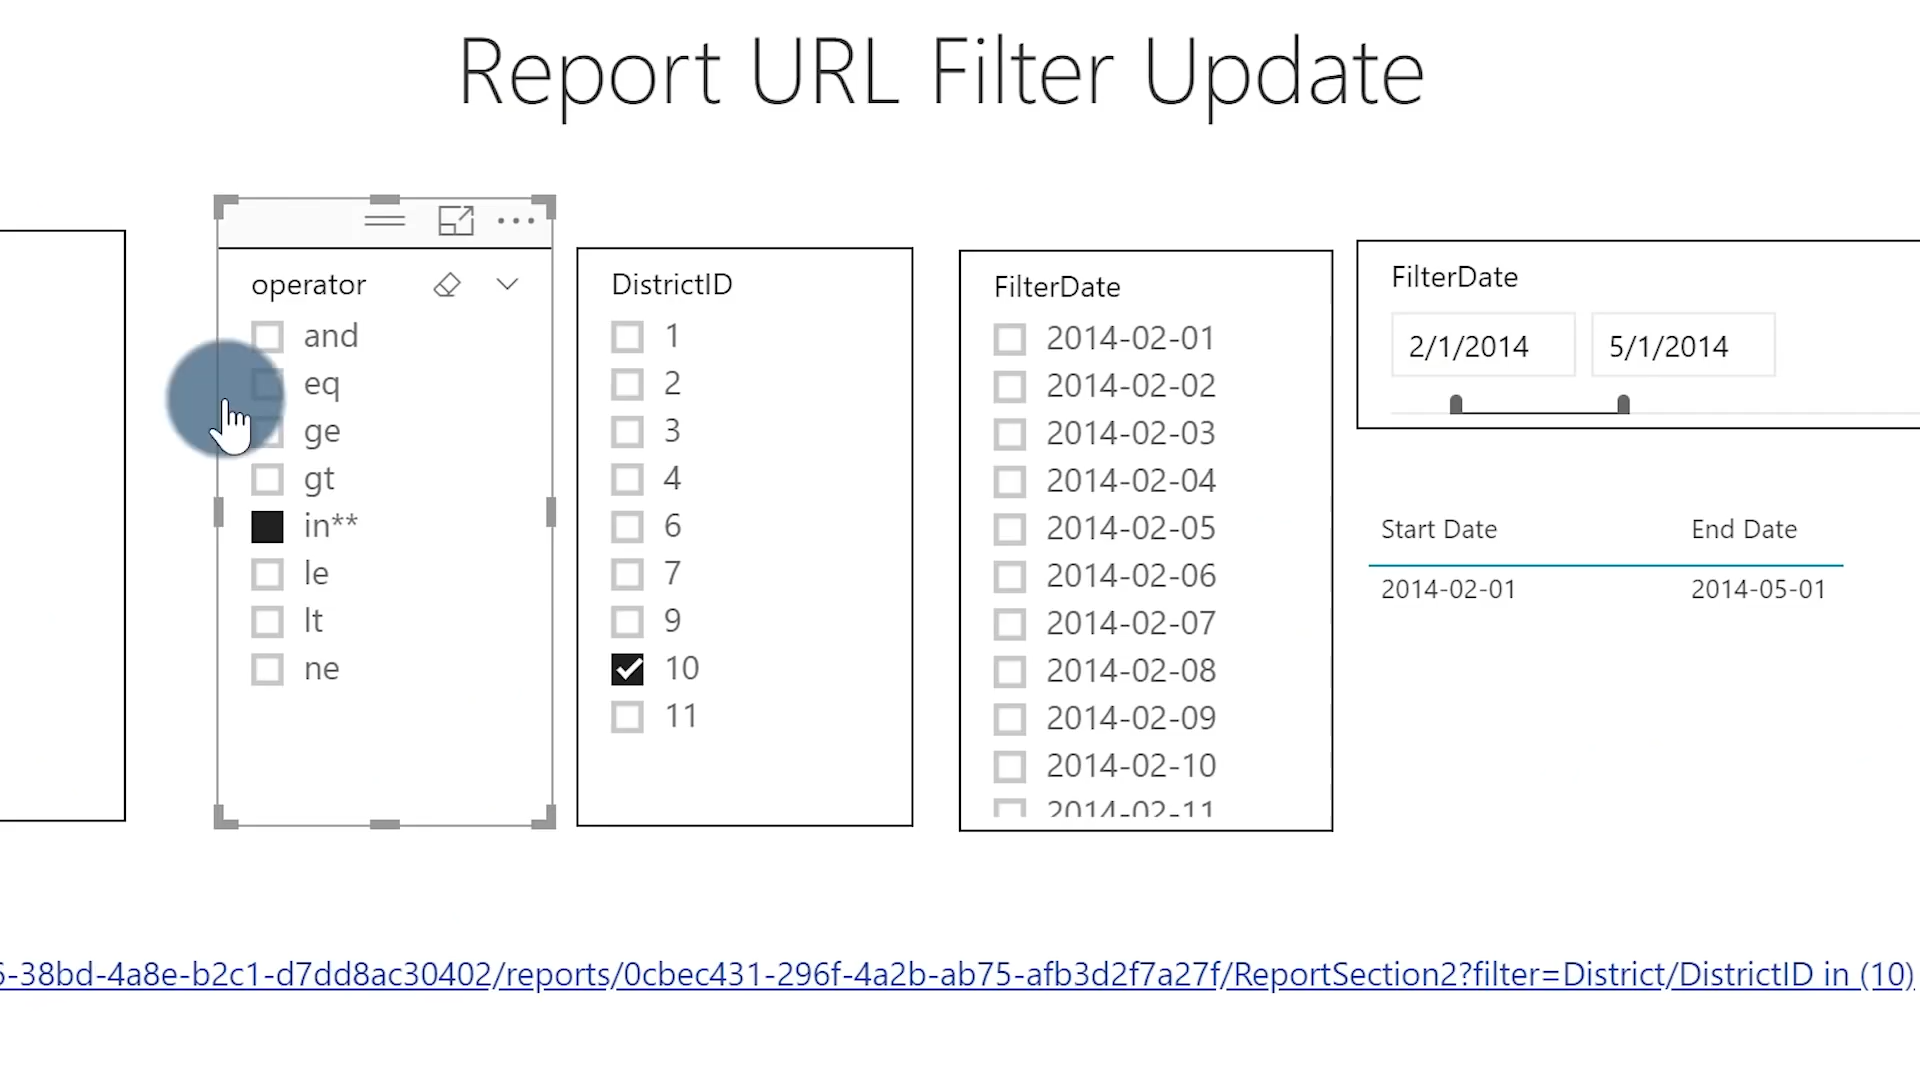 Report URL Filter Update
operator
and
eq
ge
gt
in**
le
lt
ne
DistrictID
1
2
3
4
6
7
9
10
11
FilterDate
2014-02-01
2014-02-02
2014-02-03
2014-02-04
2014-02-05
2014-02-06
2014-02-07
2014-02-08
2014-02-09
2014-02-10
2014-02-11
FilterDate
2/1/2014 5/1/2014
Start Date End Date
2014-02-01 2014-05-01
-38bd-4a8e-b2c1-d7dd8ac30402/reports/0cbec431-296f-4a2b-ab75-afb3d2f7a27f/ReportSection2?filter=District/DistrictID in (10)